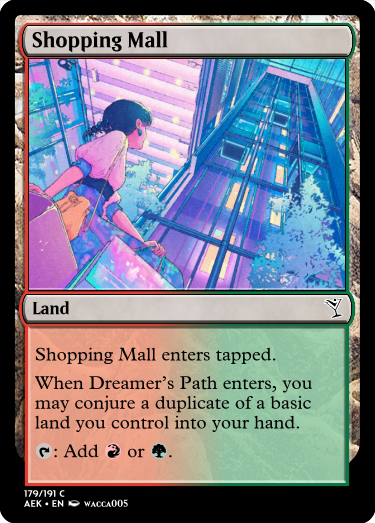 Shopping Mall
Land
Shopping Mall enters tapped.
When Dreamer's Path enters, you
may conjure a duplicate of a basic
land you control into your hand.
: Add or .
179/191 C
AEK • EN WACCA005